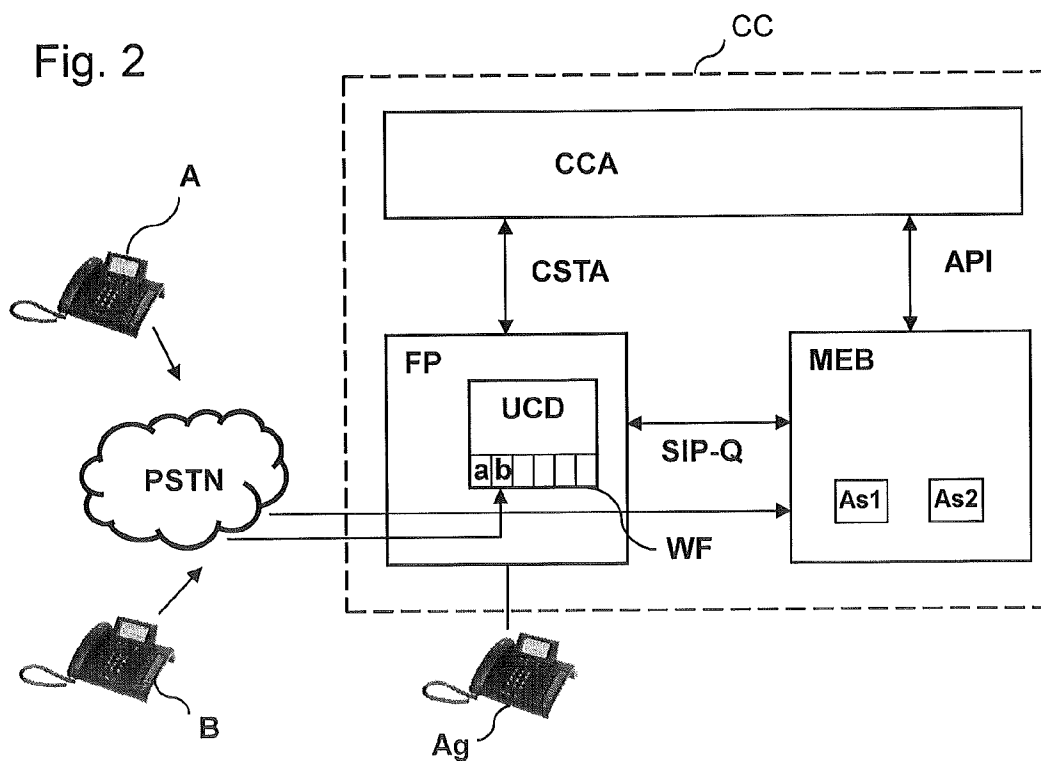 Fig. 2
CC
CCA
A
CSTA
API
FP
MEB
UCD
SIP-Q
a b
PSTN
As1 As2
WF
B
Ag